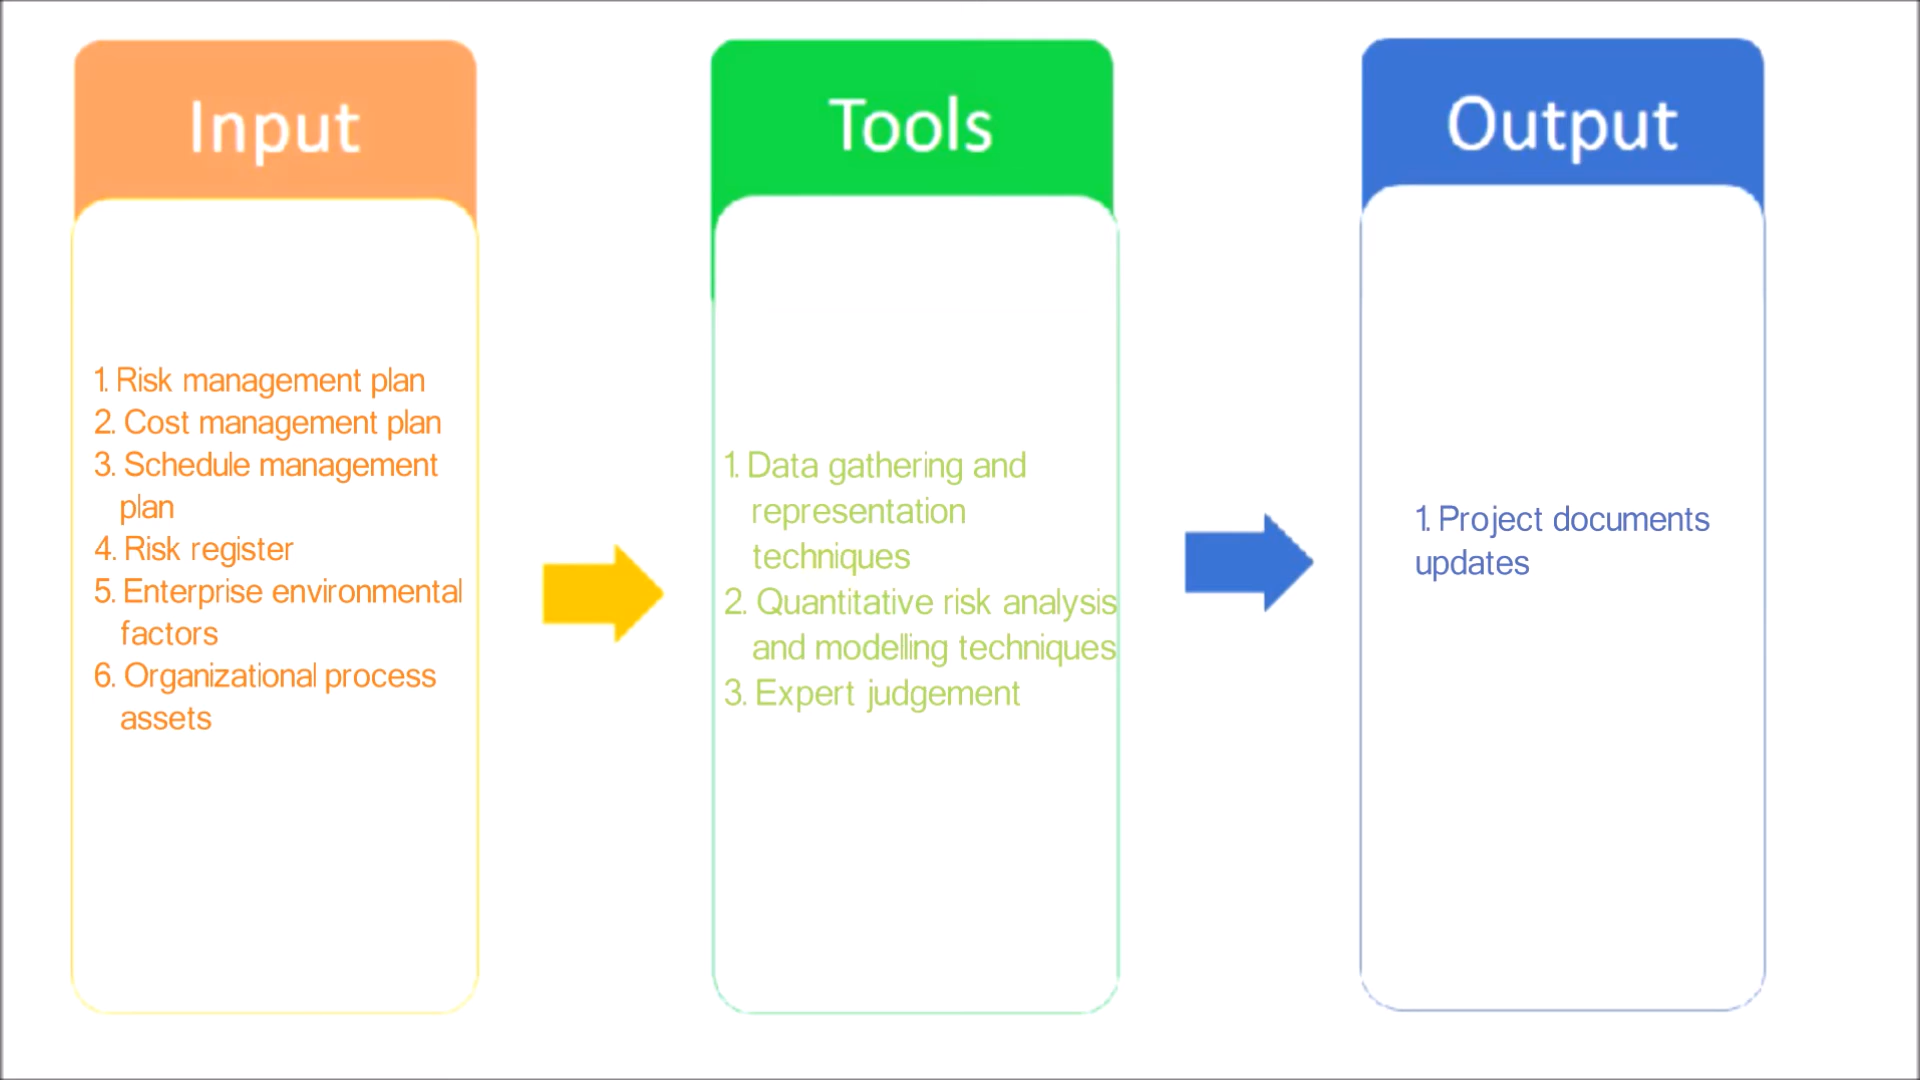 Input
1. Risk management plan
2. Cost management plan
3. Schedule management
plan
4. Risk register
5. Enterprise environmental
factors
6. Organizational process
assets
Tools
1. Data gathering and
representation
techniques
2. Quantitative risk analysis
and modelling techniques
3. Expert judgement
Output
1. Project documents
updates